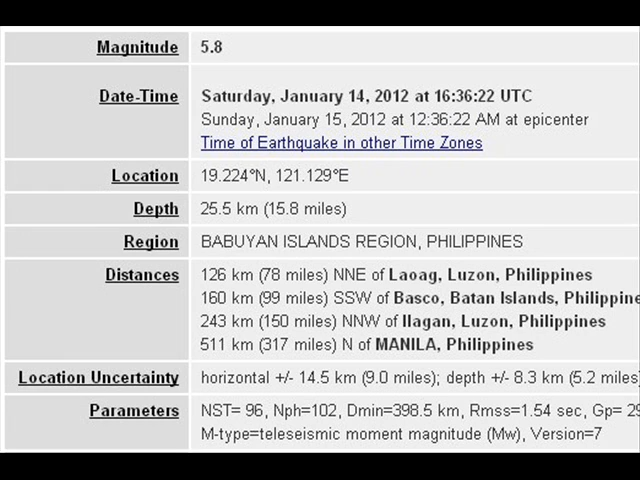 Magnitude 5.8
Date-Time Saturday, January 14, 2012 at 16:36:22 UTC
Sunday, January 15, 2012 at 12:36:22 AM at epicenter
Time of Earthquake in other Time Zones
Location 19.224°N, 121.129°E
Depth 25.5 km (15.8 miles)
Region BABUYAN ISLANDS REGION, PHILIPPINES
Distances 126 km (78 miles) NNE of Laoag, Luzon, Philippines
160 km (99 miles) SSW of Basco, Batan Islands, Philippine
243 km (150 miles) NNW of Ilagan, Luzon, Philippines
511 km (317 miles) N of MANILA, Philippines
Location Uncertainty horizontal +/- 14.5 km (9.0 miles); depth +/- 8.3 km (5.2 miles)
Parameters NST= 96, Nph=102, Dmin=398.5 km, Rmss=1.54 sec, Gp= 29
M-type=teleseismic moment magnitude (Mw), Version=7